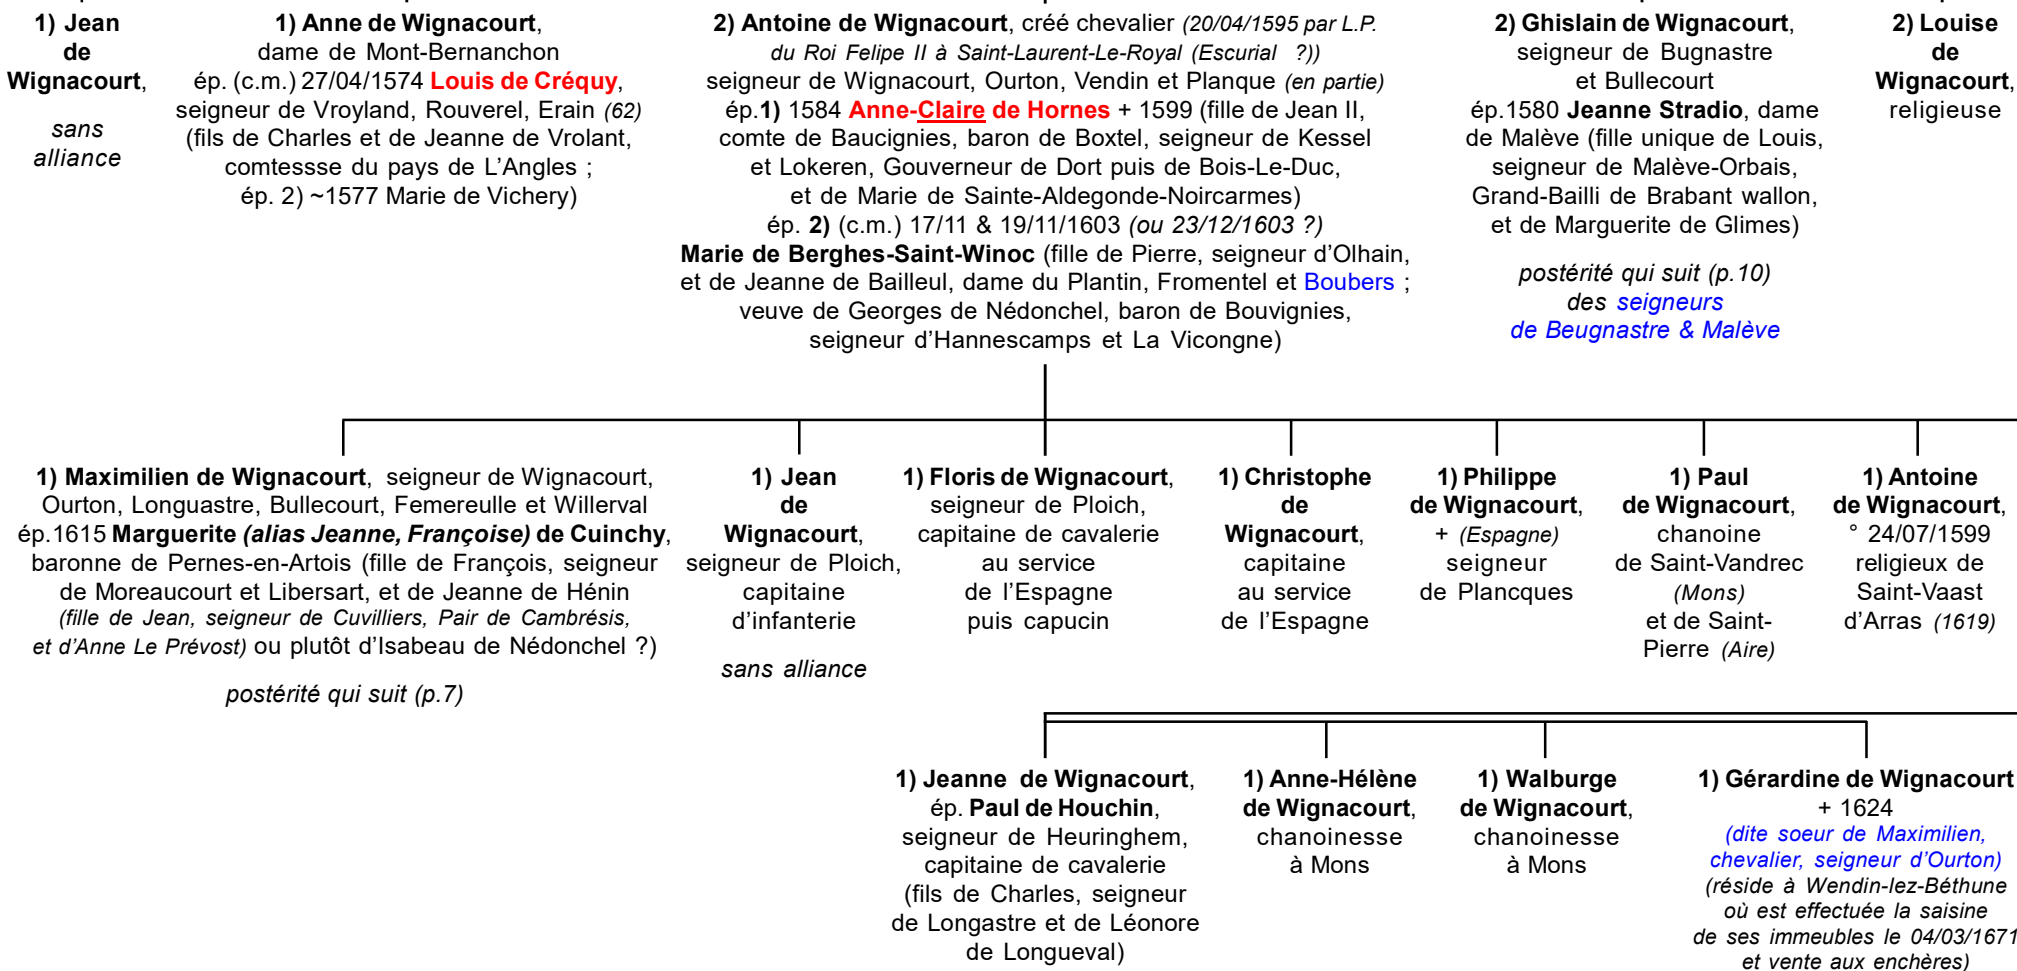 1) Jean
de
Wignacourt,
sans
alliance
1) Anne de Wignacourt,
dame de Mont-Bernanchon
ép. (c.m.) 27/04/1574 Louis de Créquy,
seigneur de Vroyland, Rouverel, Erain (62)
(fils de Charles et de Jeanne de Vrolant,
comtessse du pays de L'Angles ;
ép. 2) ~1577 Marie de Vichery)
2) Antoine de Wignacourt, créé chevalier (20/04/1595 par L.P.
du Roi Felipe II à Saint-Laurent-Le-Royal (Escurial ?))
seigneur de Wignacourt, Ourton, Vendin et Planque (en partie)
ép.1) 1584 Anne-Claire de Hornes + 1599 (fille de Jean II,
comte de Baucignies, baron de Boxtel, seigneur de Kessel
et Lokeren, Gouverneur de Dort puis de Bois-Le-Duc,
et de Marie de Sainte-Aldegonde-Noircarmes)
ép. 2) (c.m.) 17/11 & 19/11/1603 (ou 23/12/1603 ?)
Marie de Berghes-Saint-Winoc (fille de Pierre, seigneur d'Olhain,
et de Jeanne de Bailleul, dame du Plantin, Fromentel et Boubers ;
veuve de Georges de Nédonchel, baron de Bouvignies,
seigneur d'Hannescamps et La Vicongne)
2) Ghislain de Wignacourt,
seigneur de Bugnastre
et Bullecourt
ép.1580 Jeanne Stradio, dame
de Malève (fille unique de Louis,
seigneur de Malève-Orbais,
Grand-Bailli de Brabant wallon,
et de Marguerite de Glimes)
postérité qui suit (p.10)
des seigneurs
de Beugnastre & Malève
2) Louise
de
Wignacourt,
religieuse
1) Maximilien de Wignacourt, seigneur de Wignacourt,
Ourton, Longuastre, Bullecourt, Femereulle et Willerval
ép.1615 Marguerite (alias Jeanne, Françoise) de Cuinchy,
baronne de Pernes-en-Artois (fille de François, seigneur
de Moreaucourt et Libersart, et de Jeanne de Hénin
(fille de Jean, seigneur de Cuvilliers, Pair de Cambrésis,
et d'Anne Le Prévost) ou plutôt d'Isabeau de Nédonchel ?)
postérité qui suit (p.7)
1) Jean
de
Wignacourt,
seigneur de Ploich,
capitaine
d'infanterie
sans alliance
1) Floris de Wignacourt,
seigneur de Ploich,
capitaine de cavalerie
au service
de l'Espagne
puis capucin
1) Christophe
de
Wignacourt,
capitaine
au service
de l'Espagne
1) Philippe
de Wignacourt,
+ (Espagne)
seigneur
de Plancques
1) Paul
de Wignacourt,
chanoine
de Saint-Vandrec
(Mons)
et de Saint-
Pierre (Aire)
1) Antoine
de Wignacourt,
° 24/07/1599
religieux de
Saint-Vaast
d'Arras (1619)
1) Jeanne de Wignacourt,
ép. Paul de Houchin,
seigneur de Heuringhem,
capitaine de cavalerie
(fils de Charles, seigneur
de Longastre et de Léonore
de Longueval)
1) Anne-Hélène
de Wignacourt,
chanoinesse
à Mons
1) Walburge
de Wignacourt,
chanoinesse
à Mons
1) Gérardine de Wignacourt
+ 1624
(dite soeur de Maximilien,
chevalier, seigneur d'Ourton)
(réside à Wendin-lez-Béthune
où est effectuée la saisine
de ses immeubles le 04/03/1671
et vente aux enchères)